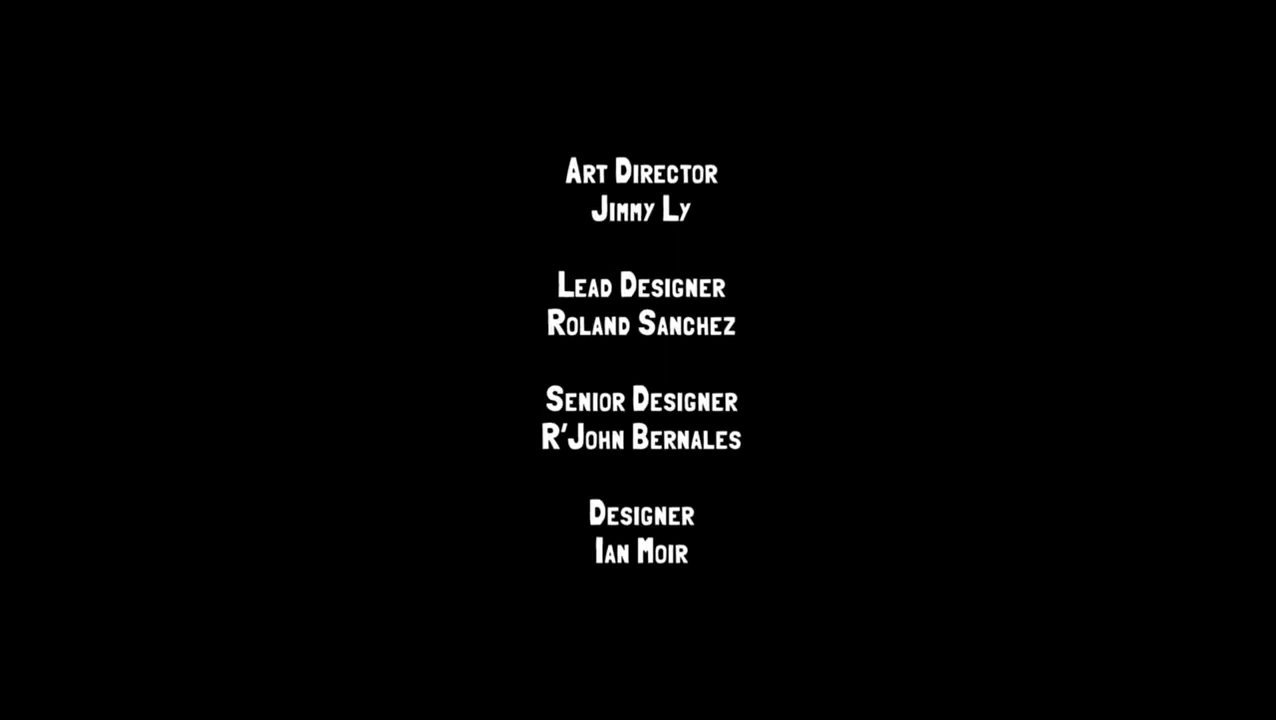 Art Director
Jimmy Ly
Lead Designer
Roland Sanchez
Senior Designer
R'John Bernales
Designer
Ian Moir